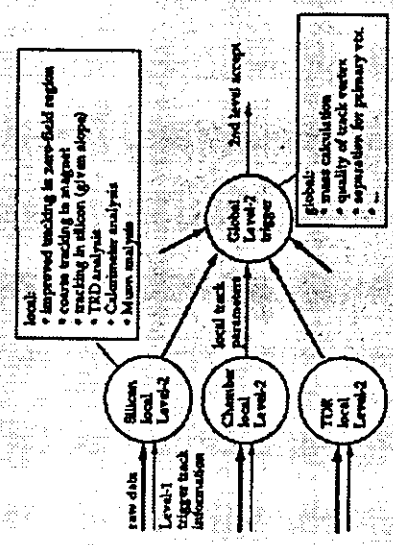 local:
* improved tracking in zero-field region
* coarse tracking in magnet
* tracking in silicon (given slope)
* TRD analysis
* Calorimeter analysis
* Muon analysis
raw data
Level-1
trigger track
information
Silicon
local
Level-2
Chamber
local
Level-2
TDR
local
Level-2
local track
parameters
Global
Level-2
trigger
2nd level accept
global:
* mass calculation
* quality of track vertex
* separation for primary vtx.
* ...